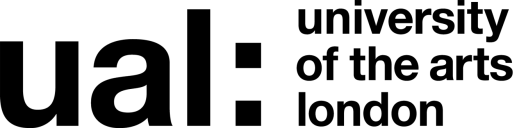 ual:
university
of the arts
london